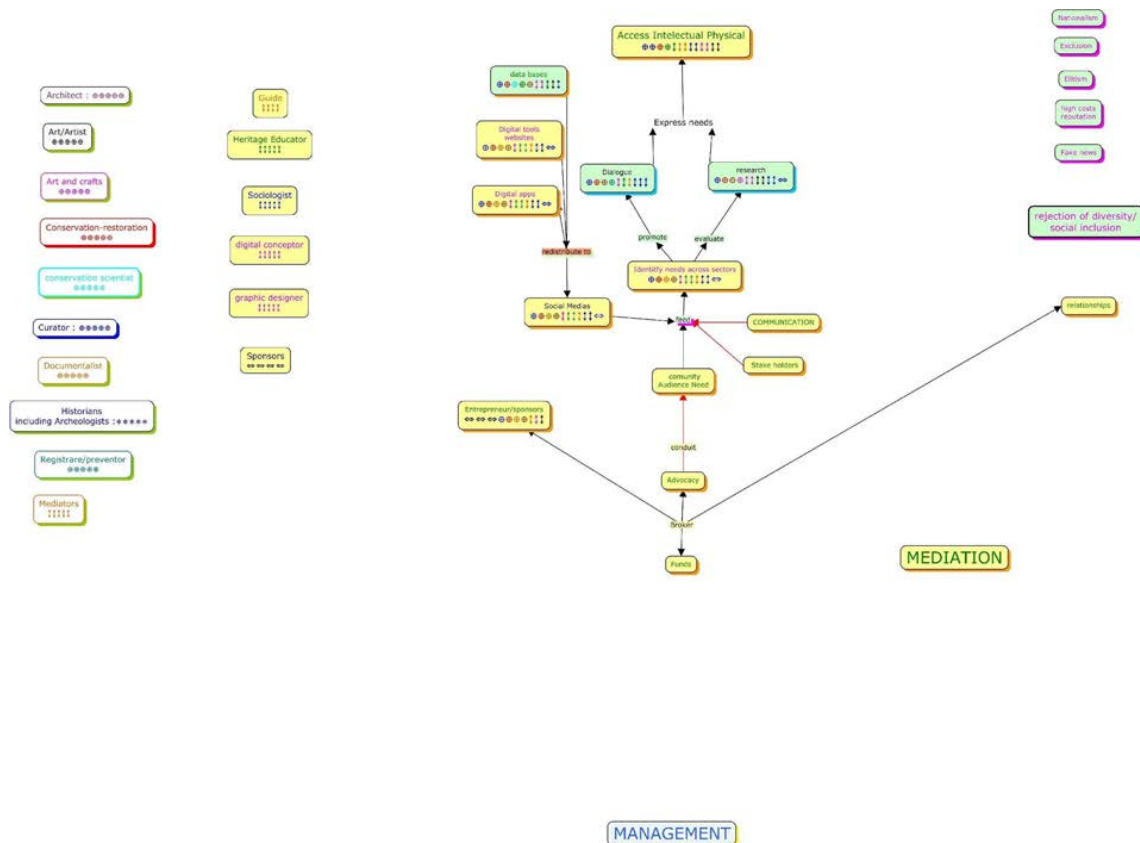 Access Intelectual Physical
Nationalism
Exclusion
Elitism
high costs
reputation
Fake news
rejection of diversity/
social inclusion
relationships
data bases
Digital tools
websites
Digital apps
redistribute to
Social Medias
Express needs
Dialogue
research
promote
evaluate
Identitfy needs across sectors
feed
COMMUNICATION
Stake holders
comunity
Audience Need
Entrepreneur/sponsors
conduit
Advocacy
Broker
Funds
MEDIATION
MANAGEMENT
Architect :
Art/Artist
Art and crafts
Conservation-restoration
conservation scientist
Curator :
Documentalist
Historians
including Archeologists :
Registrare/preventor
Mediators
Guide
Heritage Educator
Sociologist
digital conceptor
graphic designer
Sponsors